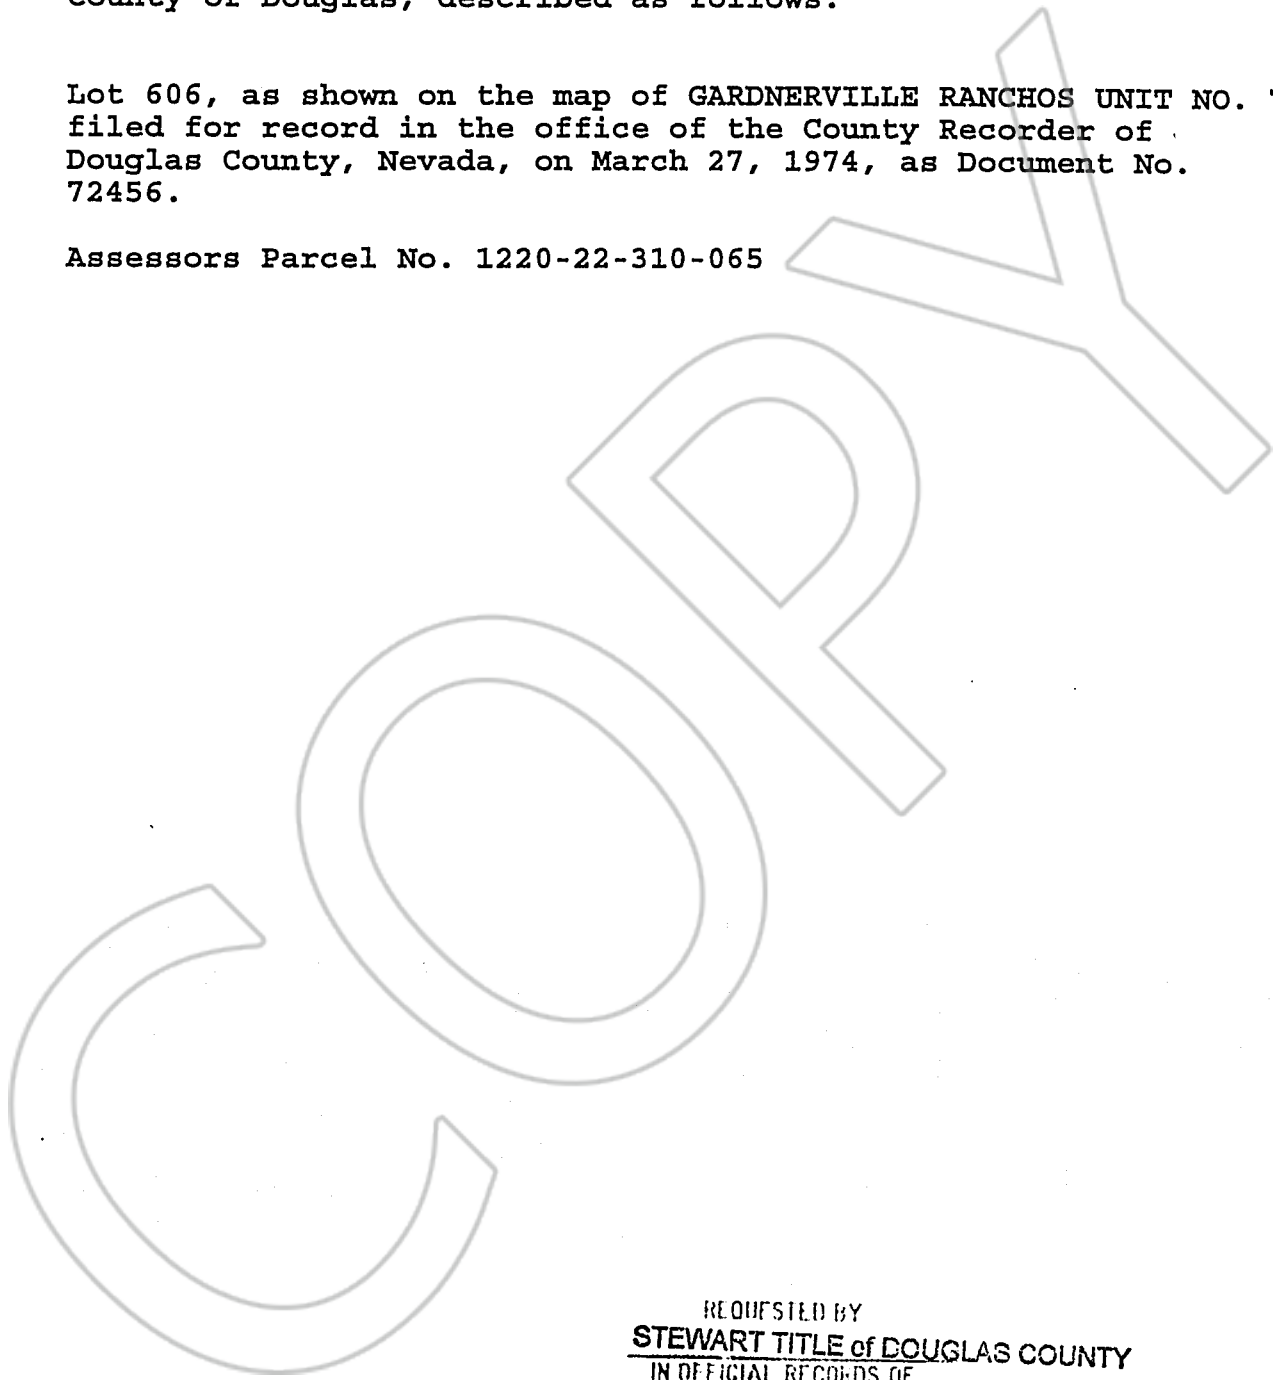 County of Douglas, described as follows:
Lot 606, as shown on the map of GARDNERVILLE RANCHOS UNIT NO.
filed for record in the office of the County Recorder of
Douglas County, Nevada, on March 27, 1974, as Document No.
72456.
Assessors Parcel No. 1220-22-310-065
COPY
REQUESTED BY
STEWART TITLE of DOUGLAS COUNTY
IN OFFICIAL RECORDS OF